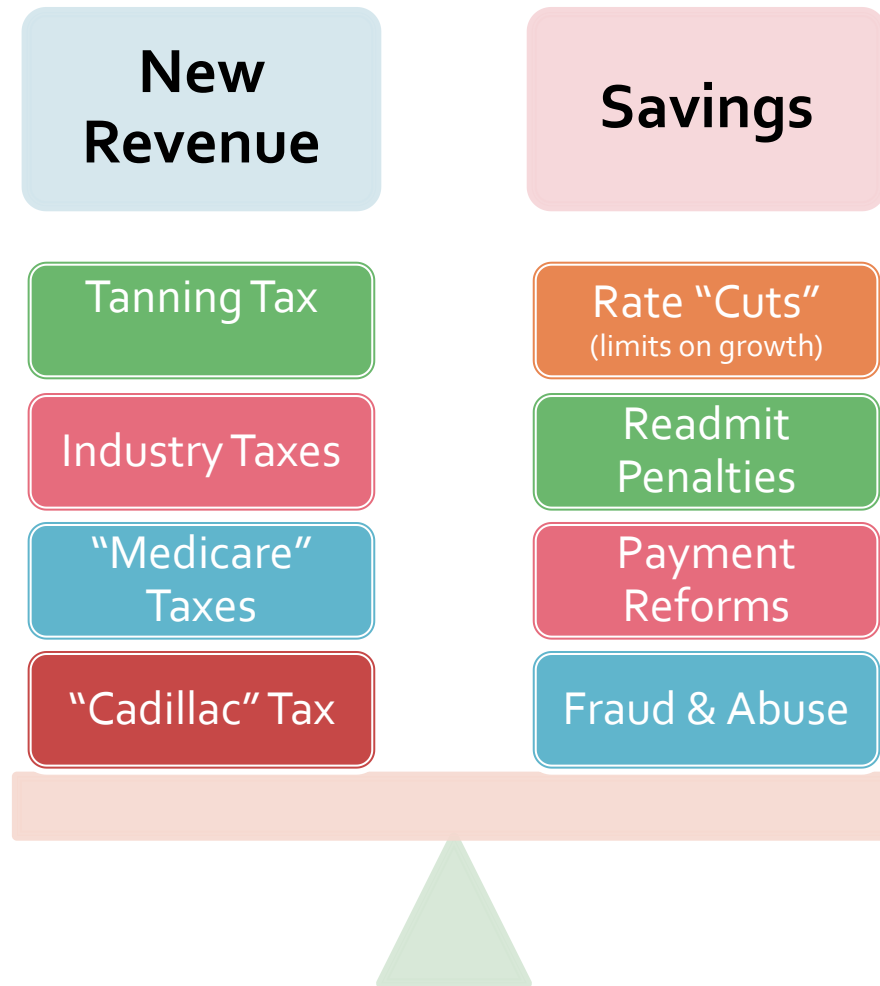 New
Revenue
Tanning Tax
Industry Taxes
“Medicare”
Taxes
“Cadillac” Tax
Savings
Rate “Cuts”
(limits on growth)
Readmit
Penalties
Payment
Reforms
Fraud & Abuse